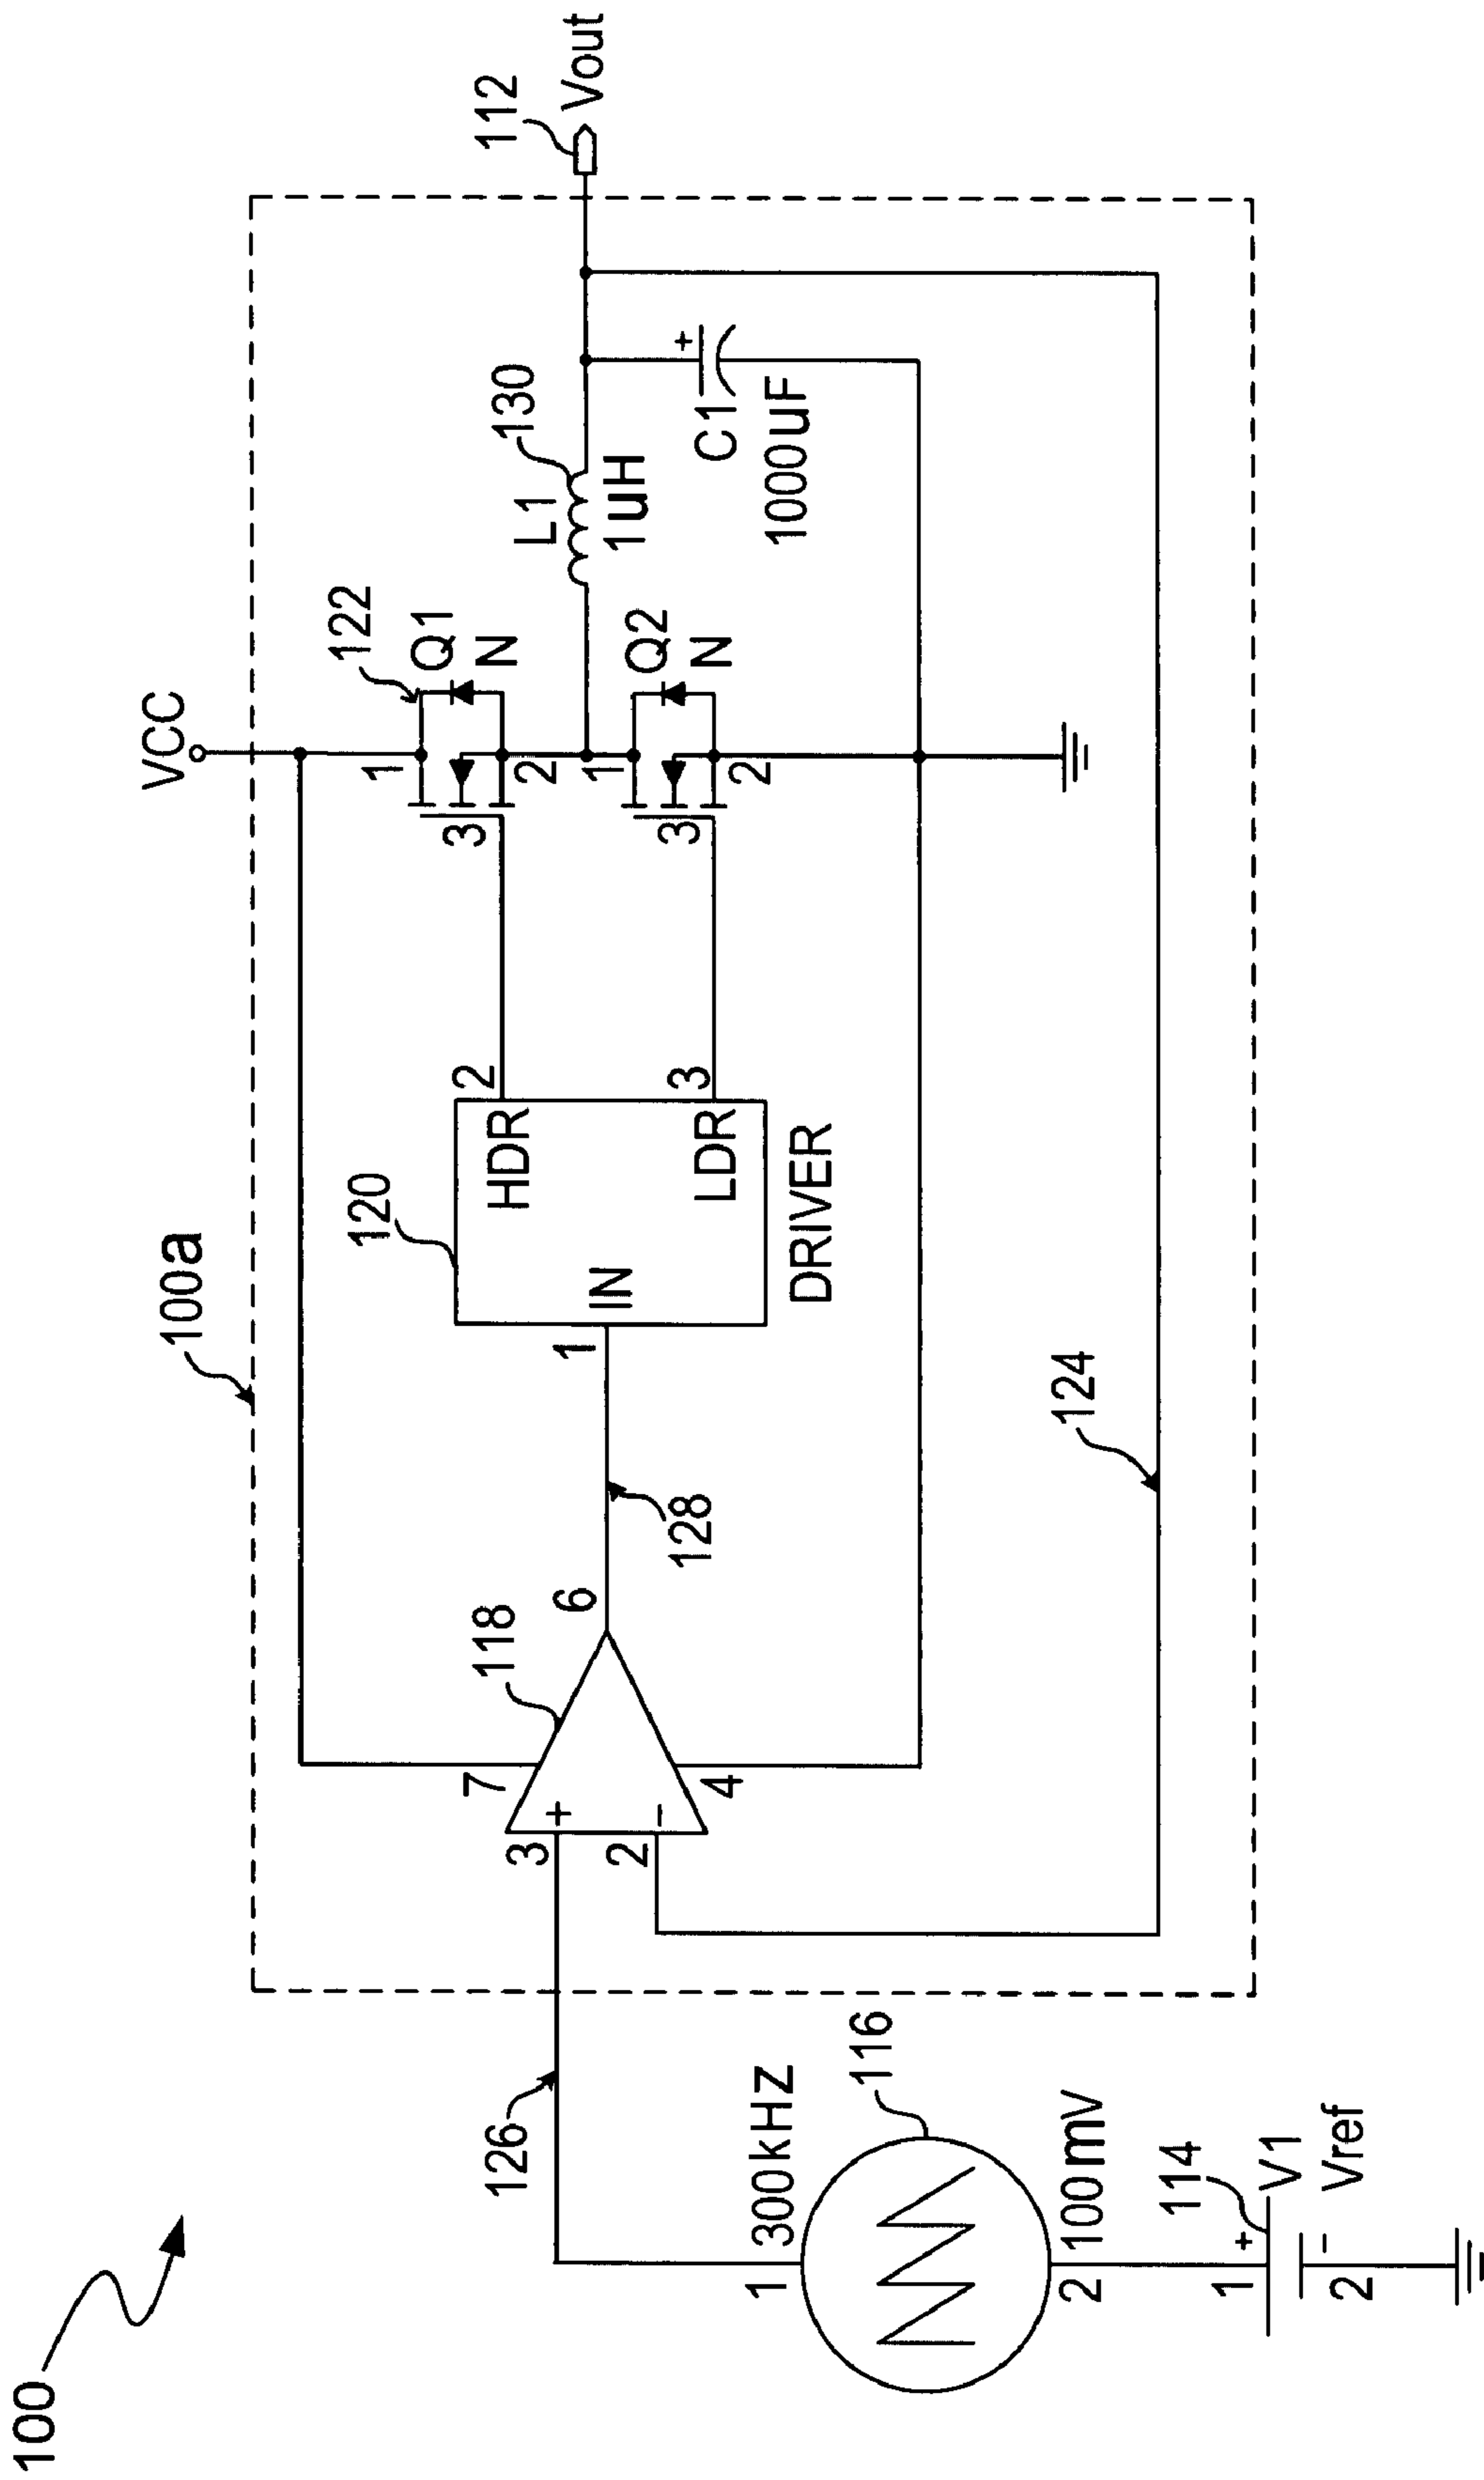 100
100a
VCC
122
Q1
N
1
2
3
Q2
N
1
2
3
L1
130
1uH
112
Vout
+
C1
1000uF
120
HDR
2
LDR
3
IN
1
DRIVER
118
7
6
3
+
2
−
4
128
124
126
300kHz
116
1
100mV
2
114
V1
Vref
1
+
2
−